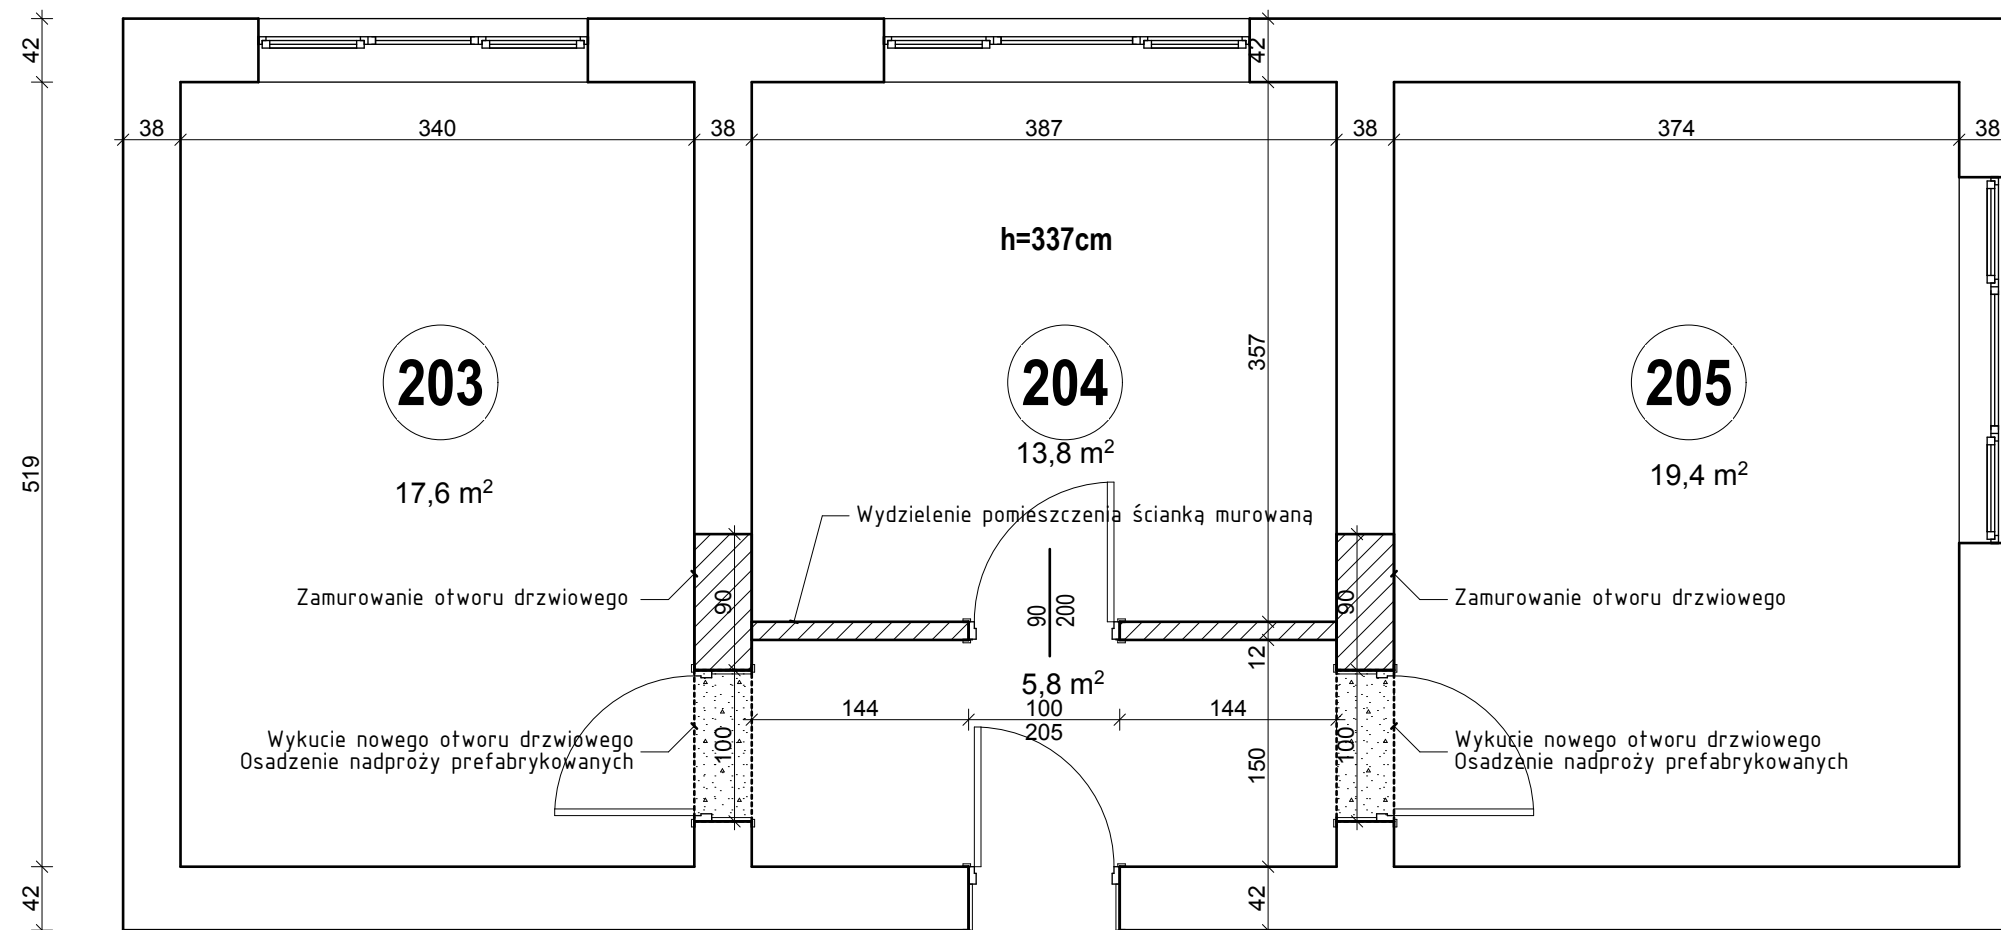 42
42
38
340
38
387
38
374
38
h=337cm
357
203
204
205
13,8 m²
519
17,6 m²
19,4 m²
Wydzielenie pomieszczenia ścianką murowaną
Zamurowanie otworu drzwiowego
90
90
200
90
Zamurowanie otworu drzwiowego
12
5,8 m²
144
100
205
144
Wykucie nowego otworu drzwiowego
Osadzenie nadproży prefabrykowanych
100
150
100
Wykucie nowego otworu drzwiowego
Osadzenie nadproży prefabrykowanych
42
42